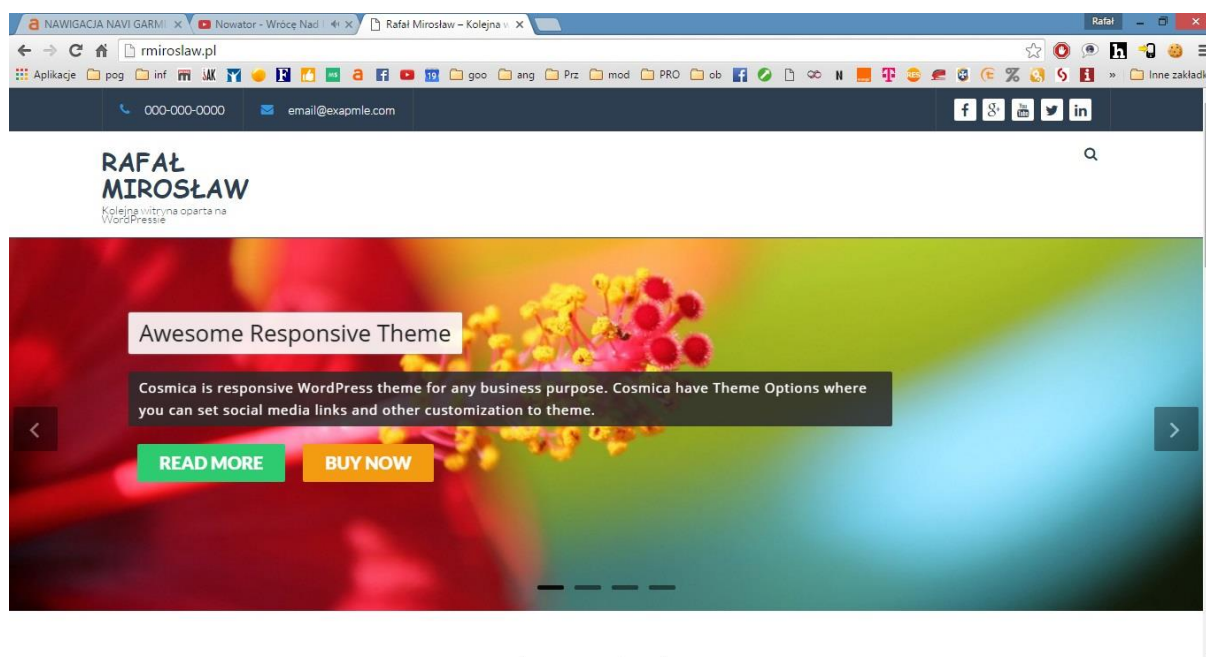 NAWIGACJA NAVI GARMI
Nowator - Wrócę Nad
Rafał Mirosław – Kolejna w
Rafał
rmiroslaw.pl
Aplikacje pog inf goo ang Prz mod PRO ob » Inne zakład
000-000-0000 email@exapmle.com
RAFAŁ
MIROSŁAW
Kolejna witryna oparta na
WordPressie
Awesome Responsive Theme
Cosmica is responsive WordPress theme for any business purpose. Cosmica have Theme Options where
you can set social media links and other customization to theme.
READ MORE BUY NOW